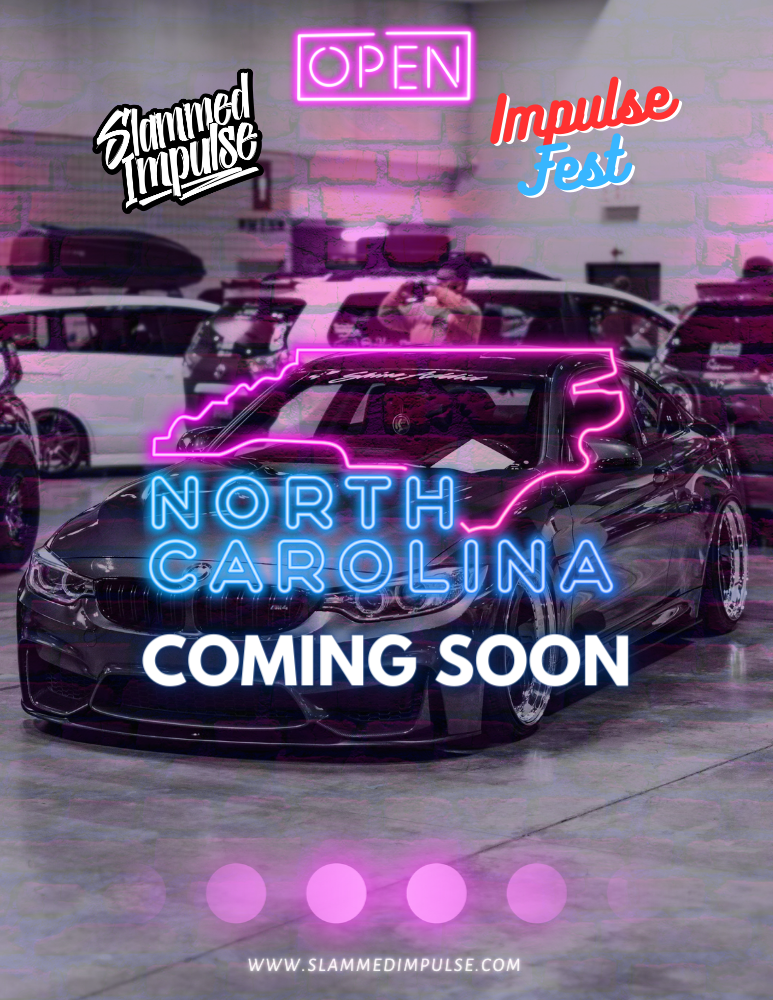 OPEN
Slammed
Impulse
Impulse
Fest
NORTH
CAROLINA
COMING SOON
WWW.SLAMMEDIMPULSE.COM